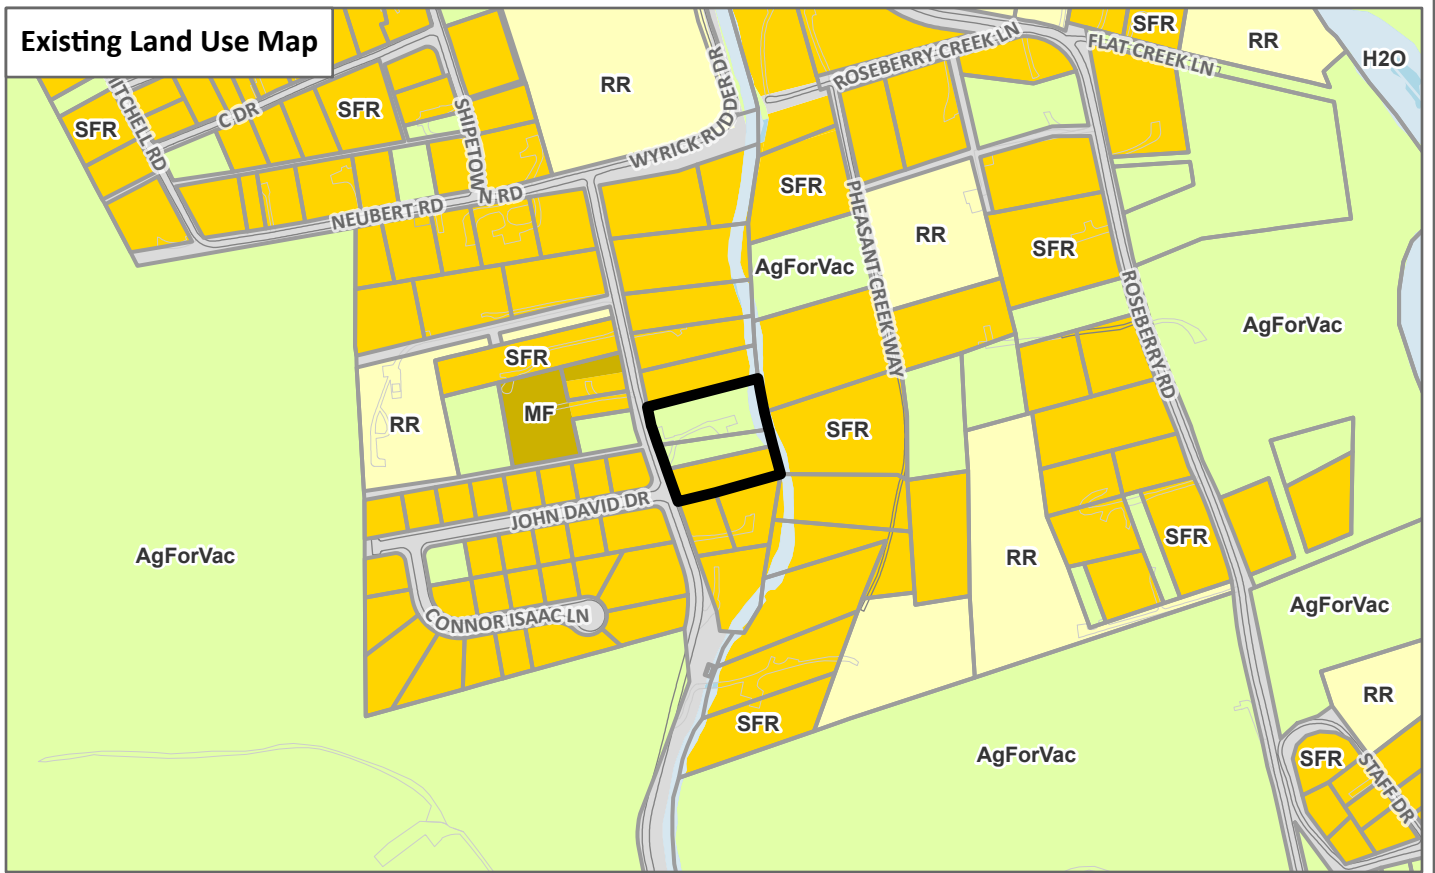 Existing Land Use Map
SFR
RR
H2O
ROSEBERRY CREEK LN
FLAT CREEK LN
RR
WYRICK RUDDER DR
SFR
SFR
C DR
ITCHELL RD
SHIPETOWN RD
NEUBERT RD
SFR
PHEASANT CREEK WAY
RR
SFR
AgForVac
ROSEBERRY RD
AgForVac
SFR
RR
MF
SFR
JOHN DAVID DR
SFR
RR
AgForVac
CONNOR ISAAC LN
AgForVac
SFR
RR
AgForVac
SFR
STAFF DR